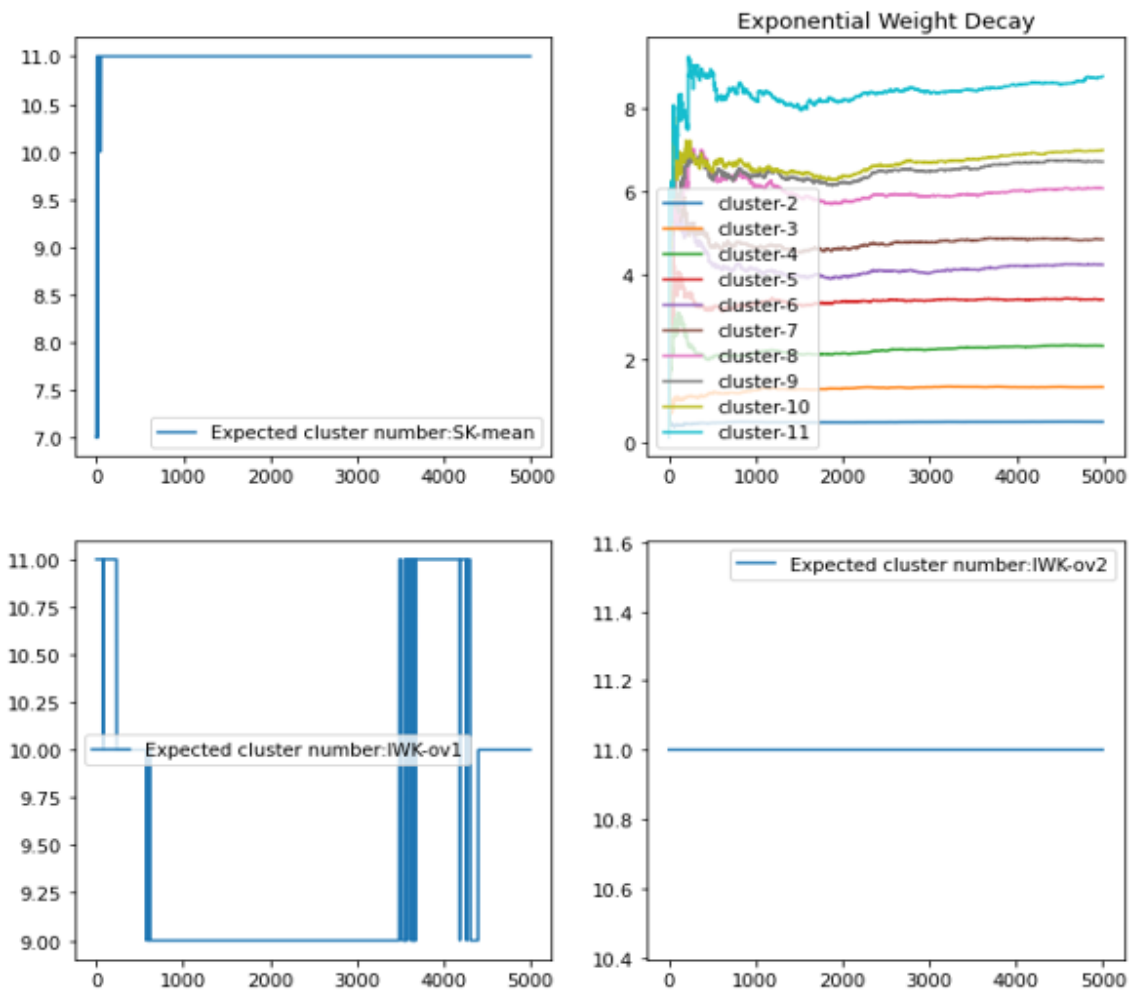 Exponential Weight Decay
11.0
10.5
10.0
9.5
9.0
8.5
8.0
7.5
7.0
Expected cluster number:SK-mean
0 1000 2000 3000 4000 5000
8
6
4
2
0
cluster-2
cluster-3
cluster-4
cluster-5
cluster-6
cluster-7
cluster-8
cluster-9
cluster-10
cluster-11
0 1000 2000 3000 4000 5000
11.00
10.75
10.50
10.25
10.00
9.75
9.50
9.25
9.00
Expected cluster number:IWK-ov1
0 1000 2000 3000 4000 5000
11.6
11.4
11.2
11.0
10.8
10.6
10.4
Expected cluster number:IWK-ov2
0 1000 2000 3000 4000 5000